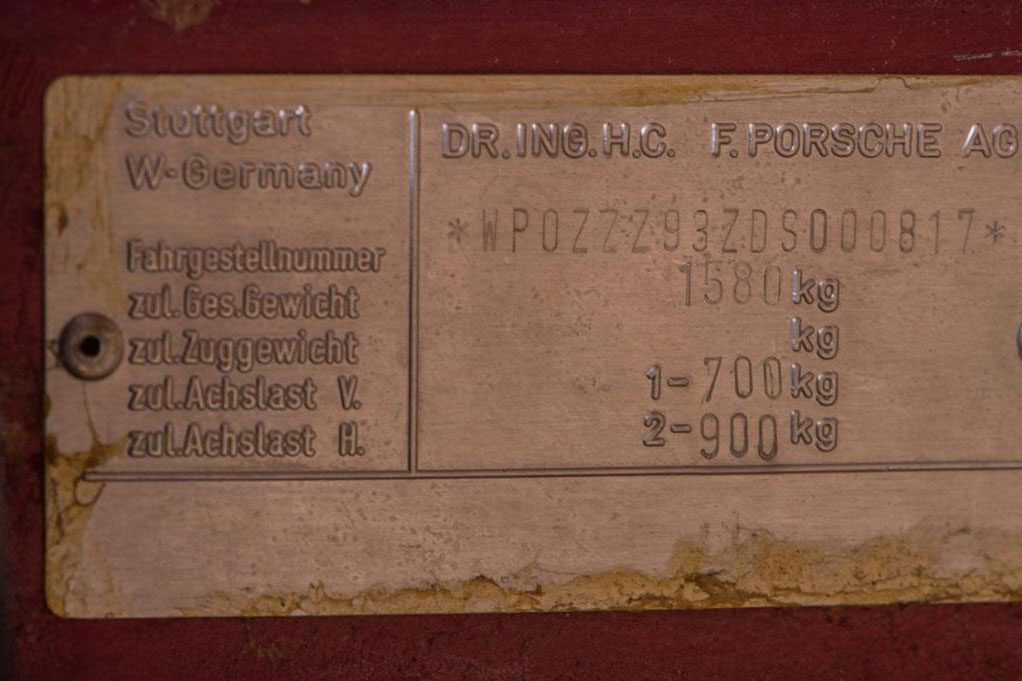 Stuttgart
W-Germany
DR.ING.H.C. F.PORSCHE AG
Fahrgestellnummer *WP0ZZZ93ZDS000817*
zul.Ges.Gewicht 1580kg
zul.Zuggewicht kg
zul.Achslast V. 1-700kg
zul.Achslast H. 2-900kg